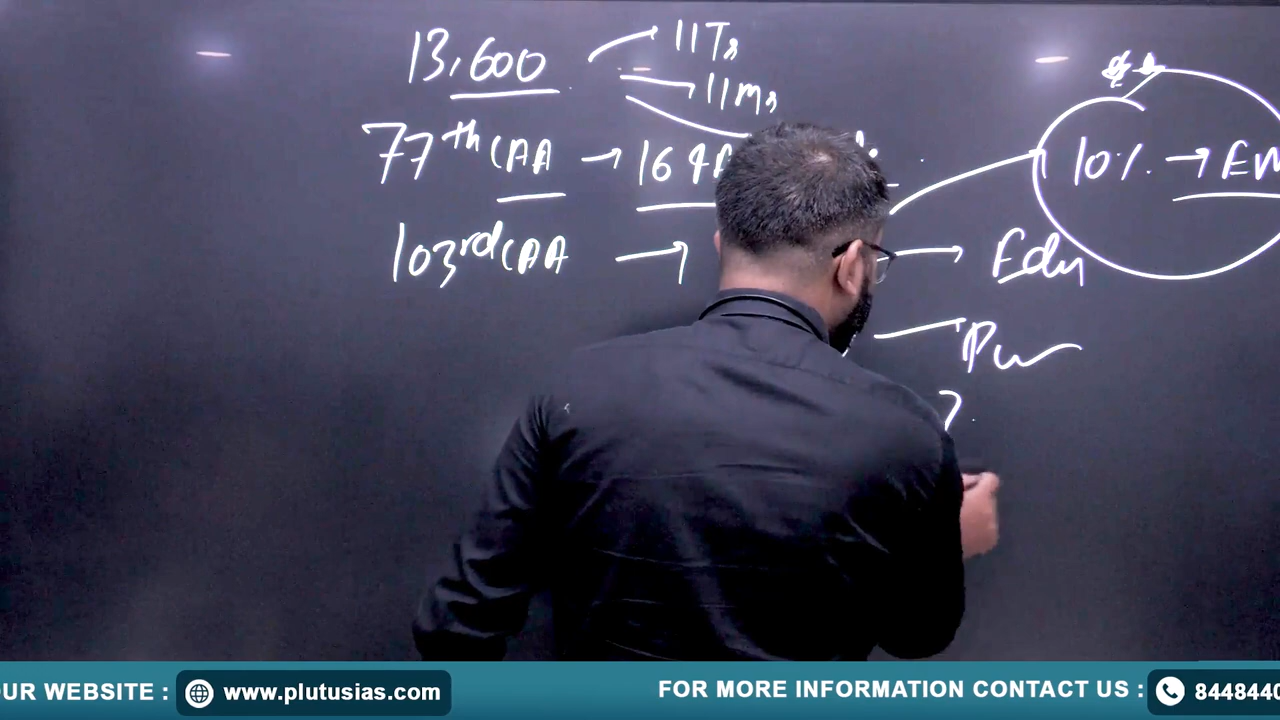 13,600 → 11Ts
→ 11Ms
77th CAA → 16 4A
10% → EW
103rd CAA →
→ Edu
?
OUR WEBSITE : www.plutusias.com FOR MORE INFORMATION CONTACT US : 8448440